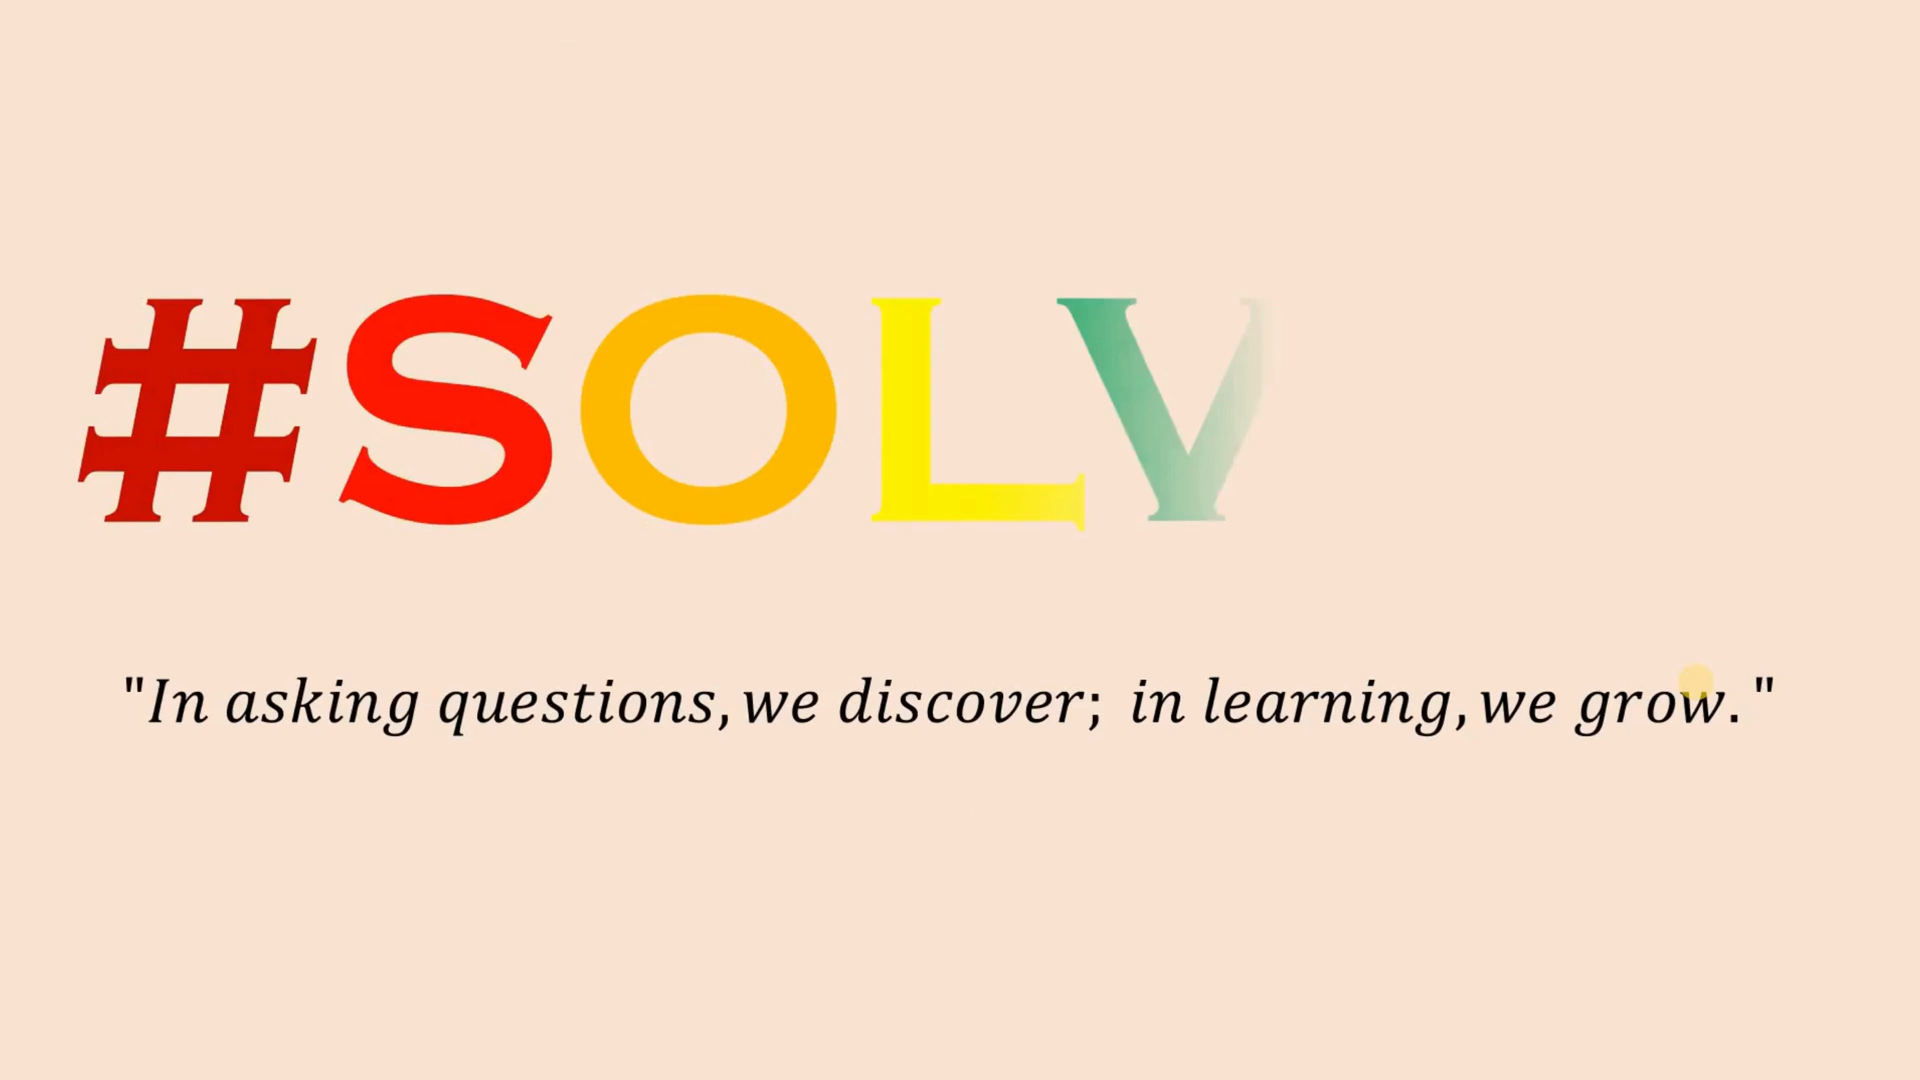 #SOLV
"In asking questions, we discover; in learning, we grow."